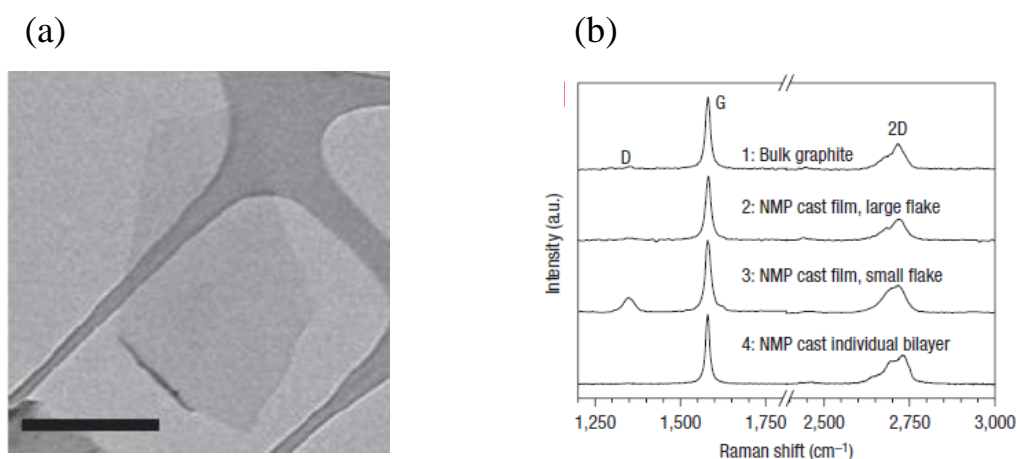 (a)
(b)
G
D
2D
1: Bulk graphite
2: NMP cast film, large flake
3: NMP cast film, small flake
4: NMP cast individual bilayer
Intensity (a.u.)
1,250 1,500 1,750 2,500 2,750 3,000
Raman shift (cm⁻¹)